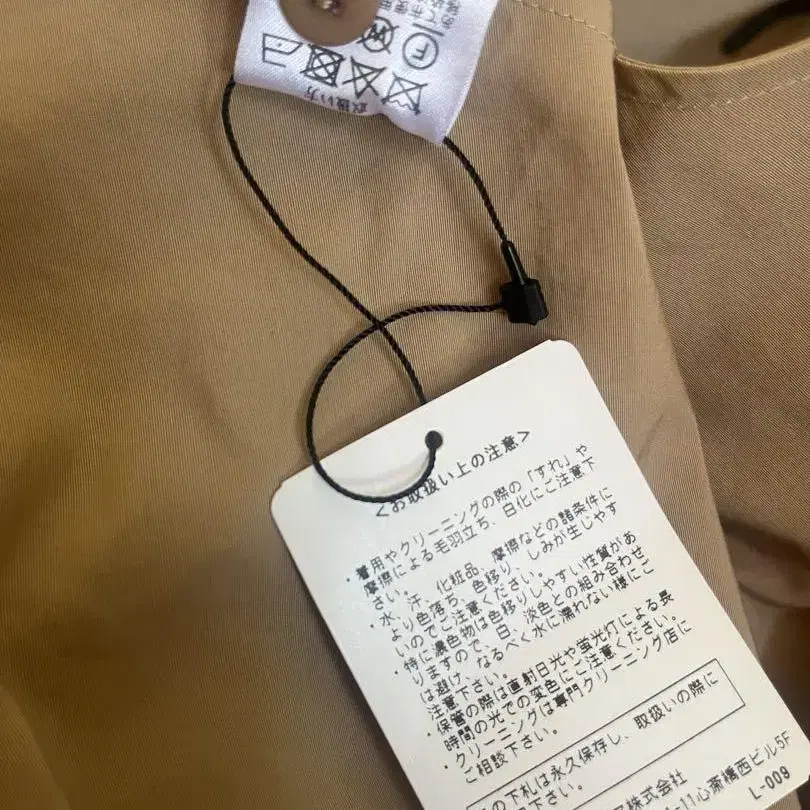 取扱い方
<お取扱い上の注意>
・着用やクリーニングの際の「すれ」や
摩擦による毛羽立ち、白化にご注意下
さい。
・水、汗、化粧品、摩擦などの諸条件に
より色落ち、色移り、しみが生じやす
いのでご注意ください。
・特に濃色物は色移りしやすい性質があ
りますので、白、淡色との組み合わせ
は避け、なるべく水に濡れない様にご
注意下さい。
・保管の際は直射日光や蛍光灯による長
時間の光での変色にご注意ください。
・クリーニングは専門クリーニング店に
ご相談下さい。
の下札は永久保存し、取扱いの際に
下さい。
株式会社
11心斎橋西ビル5F
L-009